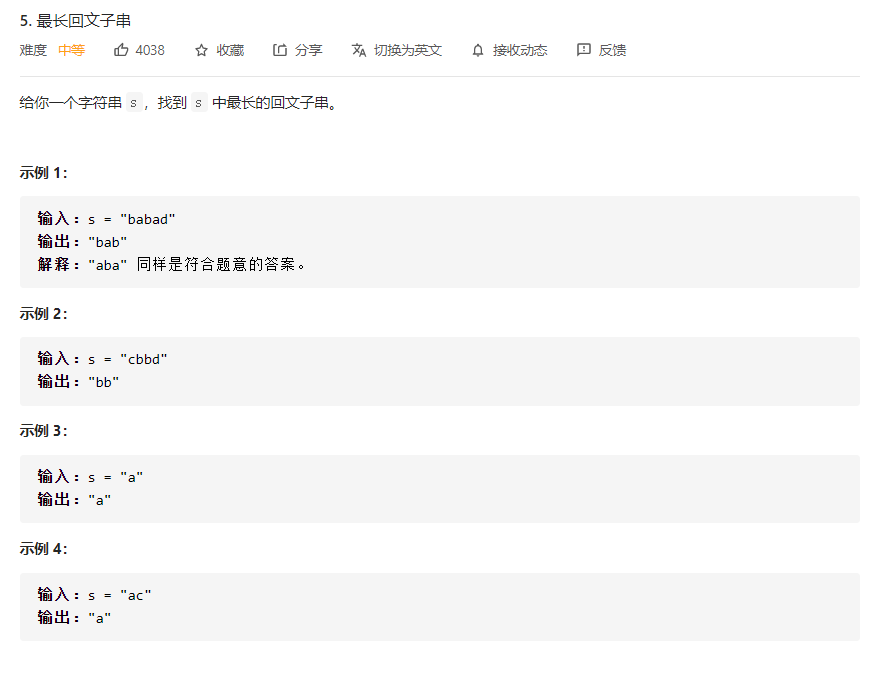 5. 最长回文子串
难度 中等 4038 收藏 分享 切换为英文 接收动态 反馈
给你一个字符串 s，找到 s 中最长的回文子串。
示例 1：
输入：s = "babad"
输出："bab"
解释："aba" 同样是符合题意的答案。
示例 2：
输入：s = "cbbd"
输出："bb"
示例 3：
输入：s = "a"
输出："a"
示例 4：
输入：s = "ac"
输出："a"